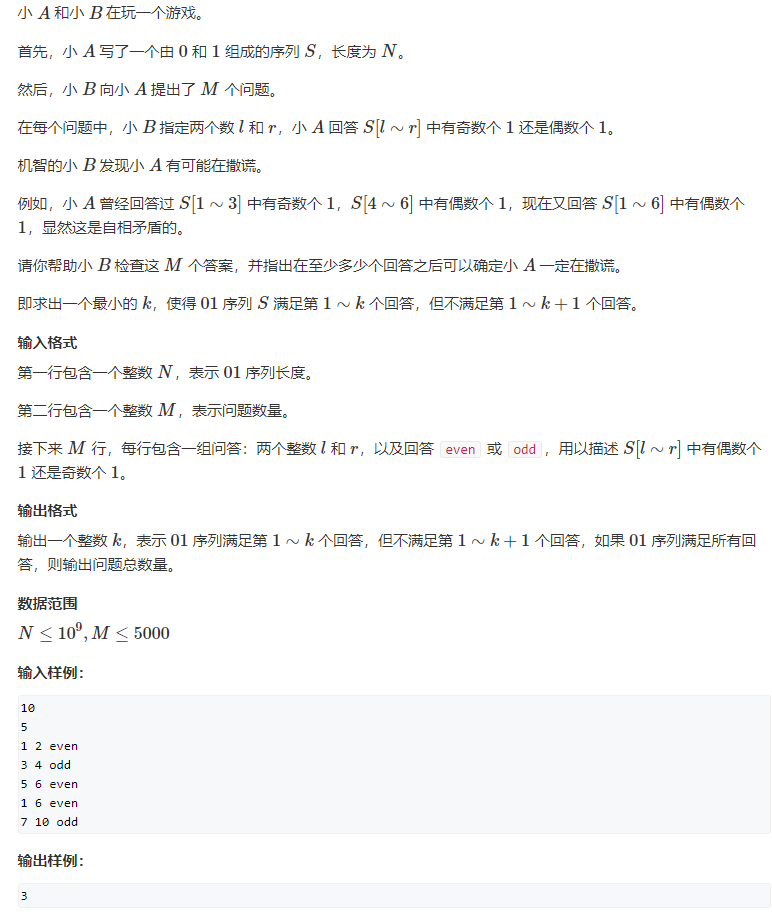 小 A 和小 B 在玩一个游戏。
首先，小 A 写了一个由 0 和 1 组成的序列 S，长度为 N。
然后，小 B 向小 A 提出了 M 个问题。
在每个问题中，小 B 指定两个数 l 和 r，小 A 回答 S[l ∼ r] 中有奇数个 1 还是偶数个 1。
机智的小 B 发现小 A 有可能在撒谎。
例如，小 A 曾经回答过 S[1 ∼ 3] 中有奇数个 1，S[4 ∼ 6] 中有偶数个 1，现在又回答 S[1 ∼ 6] 中有偶数个
1，显然这是自相矛盾的。
请你帮助小 B 检查这 M 个答案，并指出在至少多少个回答之后可以确定小 A 一定在撒谎。
即求出一个最小的 k，使得 01 序列 S 满足第 1 ∼ k 个回答，但不满足第 1 ∼ k + 1 个回答。
输入格式
第一行包含一个整数 N，表示 01 序列长度。
第二行包含一个整数 M，表示问题数量。
接下来 M 行，每行包含一组问答：两个整数 l 和 r，以及回答 even 或 odd，用以描述 S[l ∼ r] 中有偶数个
1 还是奇数个 1。
输出格式
输出一个整数 k，表示 01 序列满足第 1 ∼ k 个回答，但不满足第 1 ∼ k + 1 个回答，如果 01 序列满足所有回
答，则输出问题总数量。
数据范围
N ≤ 10⁹, M ≤ 5000
输入样例：
10
5
1 2 even
3 4 odd
5 6 even
1 6 even
7 10 odd
输出样例：
3